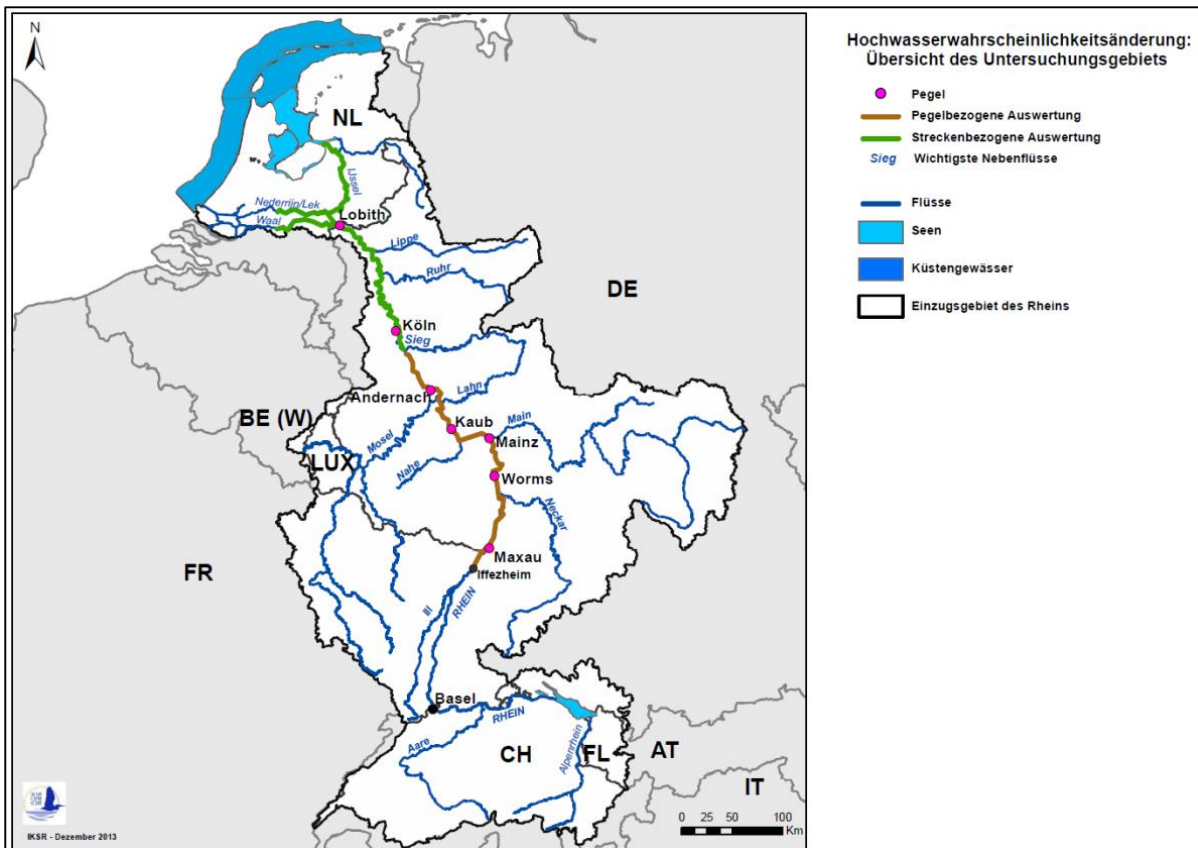 N
Hochwasserwahrscheinlichkeitsänderung:
Übersicht des Untersuchungsgebiets
Pegel
Pegelbezogene Auswertung
Streckenbezogene Auswertung
Sieg Wichtigste Nebenflüsse
Flüsse
Seen
Küstengewässer
Einzugsgebiet des Rheins
NL
IJssel
Nederrijn/Lek
Waal
Lobith
Lippe
Ruhr
DE
Köln
Sieg
Andernach
Lahn
BE (W)
Kaub
Main
Mainz
Mosel
LUX
Nahe
Worms
Neckar
Maxau
FR
Iffezheim
Ill
RHEIN
Basel
RHEIN
Aare
CH
Alpenrhein
FL
AT
IT
IKSR - Dezember 2013
0 25 50 100
Km